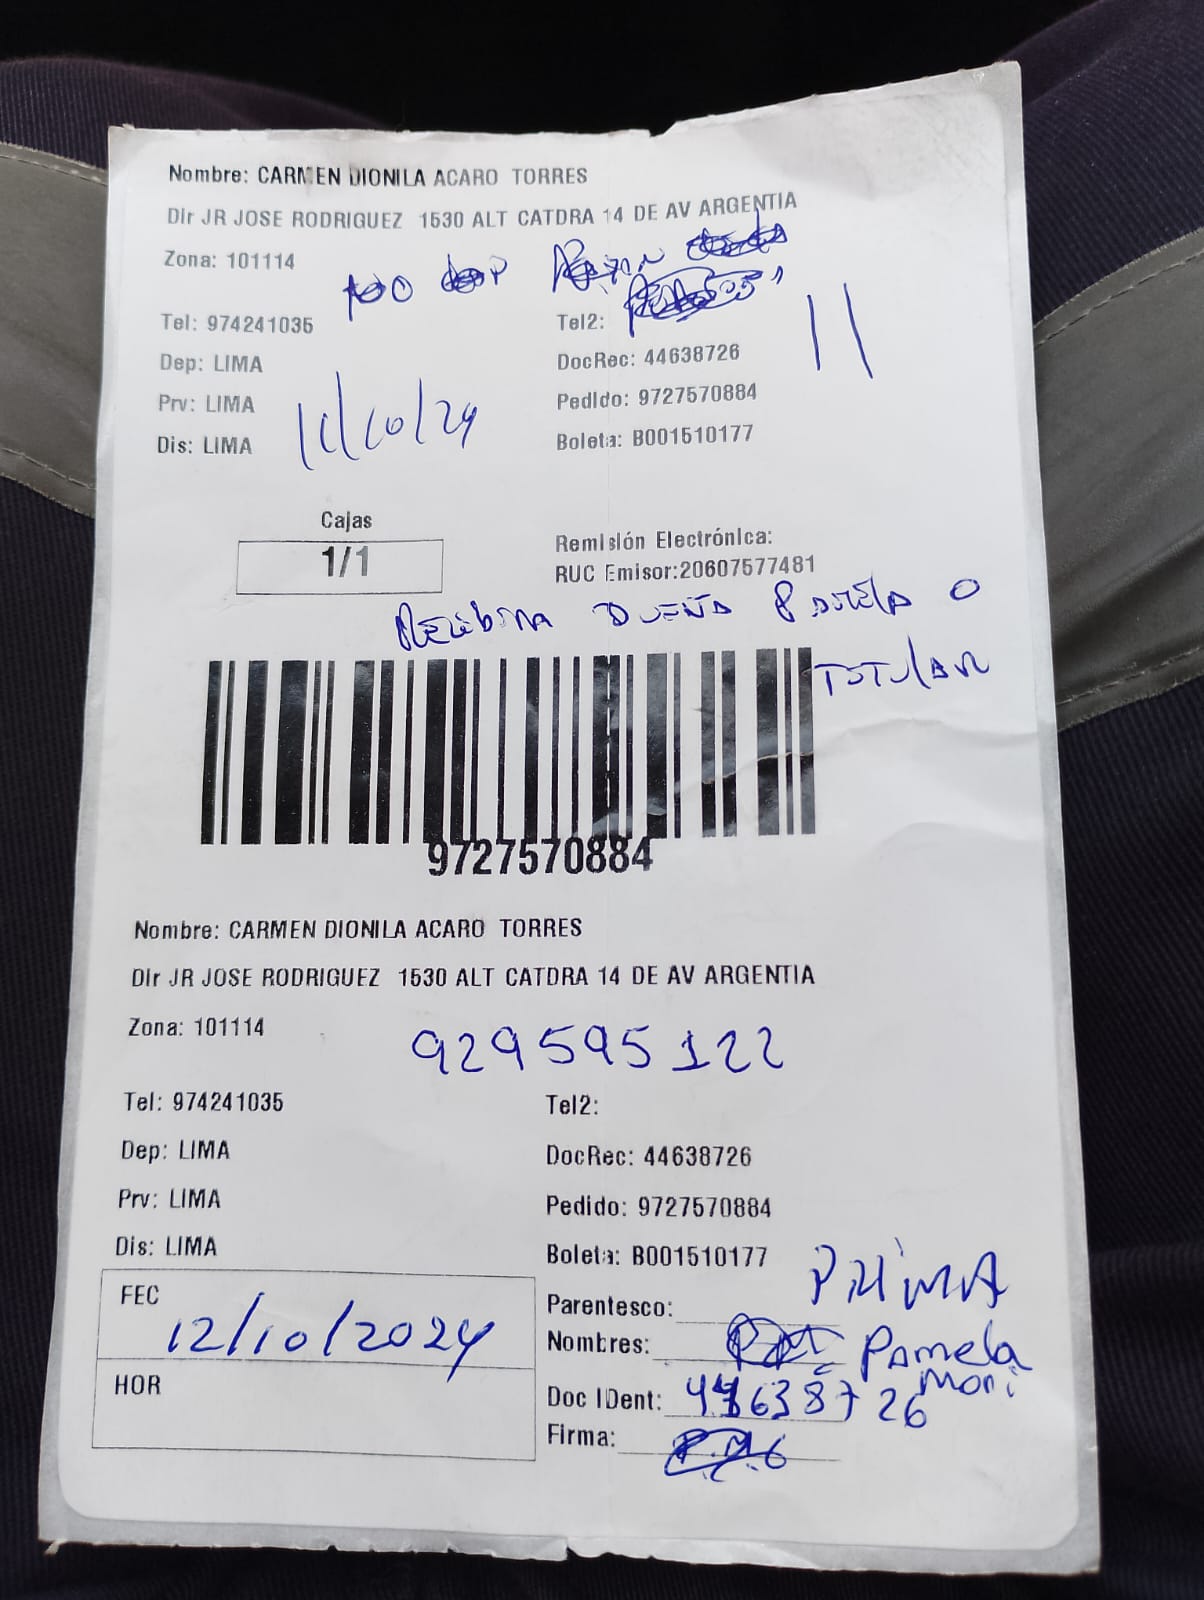 Nombre: CARMEN DIONILA ACARO TORRES
Dir JR JOSE RODRIGUEZ 1530 ALT CATDRA 14 DE AV ARGENTIA
Zona: 101114
NO
Tel: 974241035 Tel2:
11
Dep: LIMA DocRec: 44638726
Prv: LIMA Pedido: 9727570884
11/10/24
Dis: LIMA Boleta: B001510177
Cajas
1/1
Remisión Electrónica:
RUC Emisor:20607577481
DUEÑA O
TITULAR
9727570884
Nombre: CARMEN DIONILA ACARO TORRES
Dir JR JOSE RODRIGUEZ 1530 ALT CATDRA 14 DE AV ARGENTIA
Zona: 101114
929595122
Tel: 974241035 Tel2:
Dep: LIMA DocRec: 44638726
Prv: LIMA Pedido: 9727570884
Dis: LIMA Boleta: B001510177
FEC 12/10/2024
HOR
Parentesco: PRIMA
Nombres: Pamela
Mori
Doc IDent: 44638726
Firma: